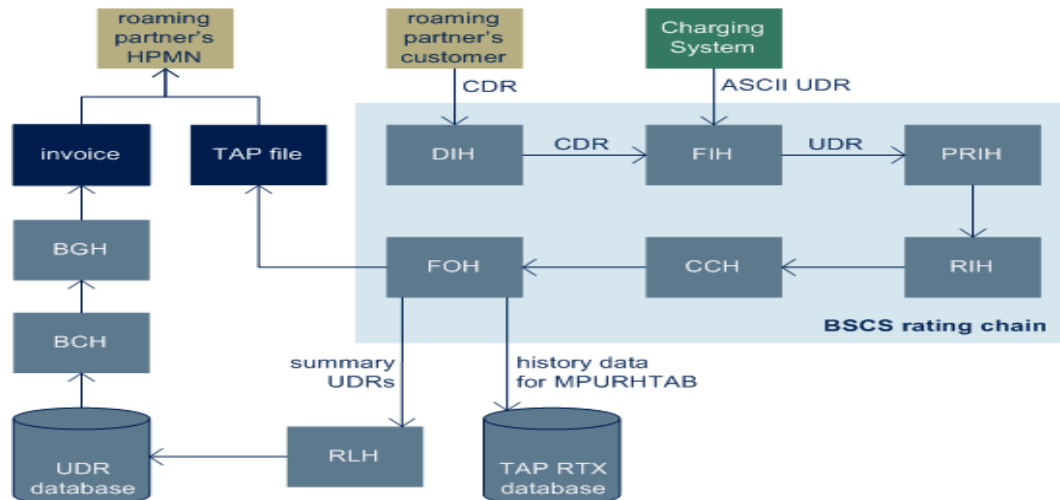 roaming
partner's
HPMN
roaming
partner's
customer
Charging
System
CDR
ASCII UDR
invoice
TAP file
DIH
CDR
FIH
UDR
PRIH
BGH
FOH
CCH
RIH
BSCS rating chain
BCH
summary
UDRs
history data
for MPURHTAB
UDR
database
RLH
TAP RTX
database